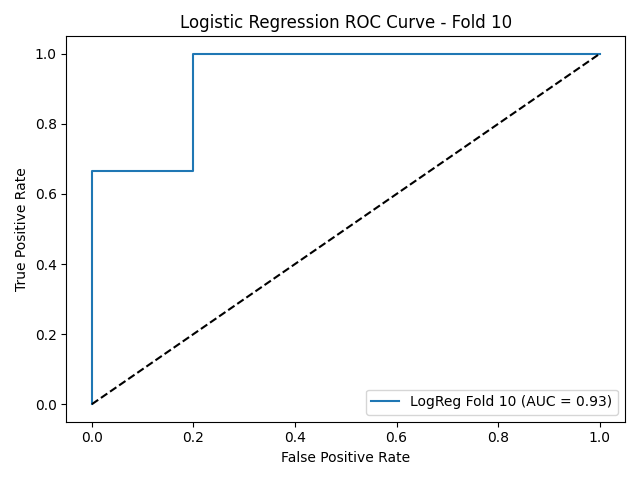 Logistic Regression ROC Curve - Fold 10
True Positive Rate
1.0
0.8
0.6
0.4
0.2
0.0
LogReg Fold 10 (AUC = 0.93)
0.0 0.2 0.4 0.6 0.8 1.0
False Positive Rate